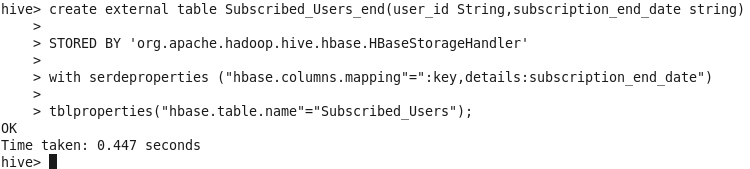 hive> create external table Subscribed_Users_end(user_id String,subscription_end_date string)
    >
    > STORED BY 'org.apache.hadoop.hive.hbase.HBaseStorageHandler'
    >
    > with serdeproperties ("hbase.columns.mapping"=":key,details:subscription_end_date")
    >
    > tblproperties("hbase.table.name"="Subscribed_Users");
OK
Time taken: 0.447 seconds
hive>